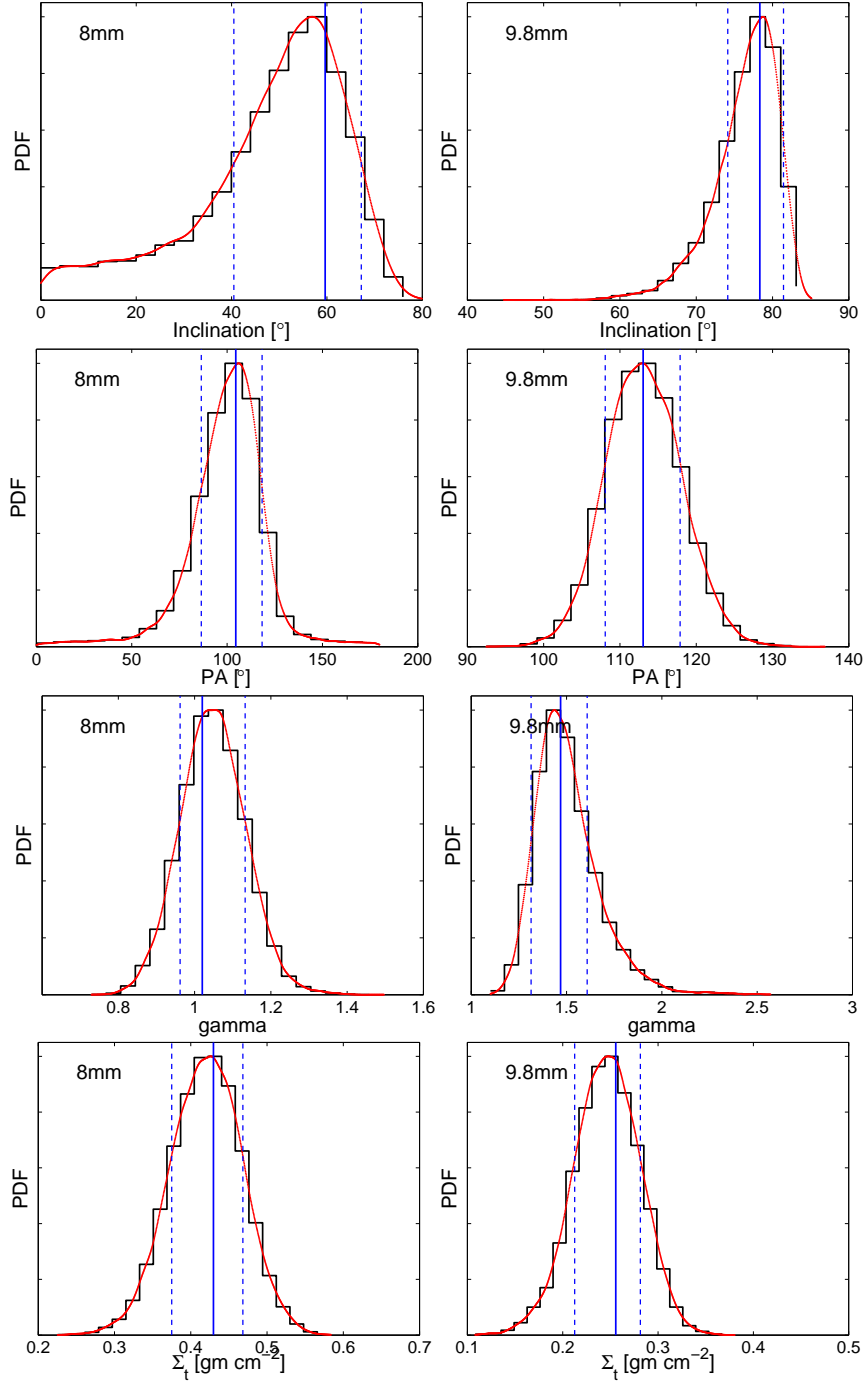 8mm
9.8mm
PDF
PDF
0 20 40 60 80
40 50 60 70 80 90
Inclination [°]
Inclination [°]
8mm
9.8mm
PDF
PDF
0 50 100 150 200
90 100 110 120 130 140
PA [°]
PA [°]
8mm
9.8mm
PDF
PDF
0.8 1 1.2 1.4 1.6
1 1.5 2 2.5 3
gamma
gamma
8mm
9.8mm
PDF
PDF
0.2 0.3 0.4 0.5 0.6 0.7
0.1 0.2 0.3 0.4 0.5
Σt [gm cm−2]
Σt [gm cm−2]